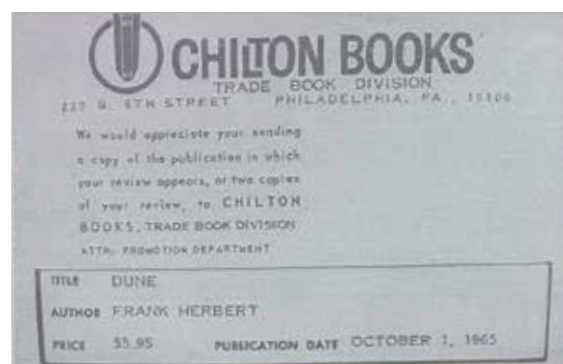 CHILTON BOOKS
TRADE BOOK DIVISION
227 S. 6TH STREET PHILADELPHIA, PA., 19106
We would appreciate your sending
a copy of the publication in which
your review appears, or two copies
of your review, to CHILTON
BOOKS, TRADE BOOK DIVISION
ATTN: PROMOTION DEPARTMENT
TITLE DUNE
AUTHOR FRANK HERBERT
PRICE $5.95 PUBLICATION DATE OCTOBER 1, 1965